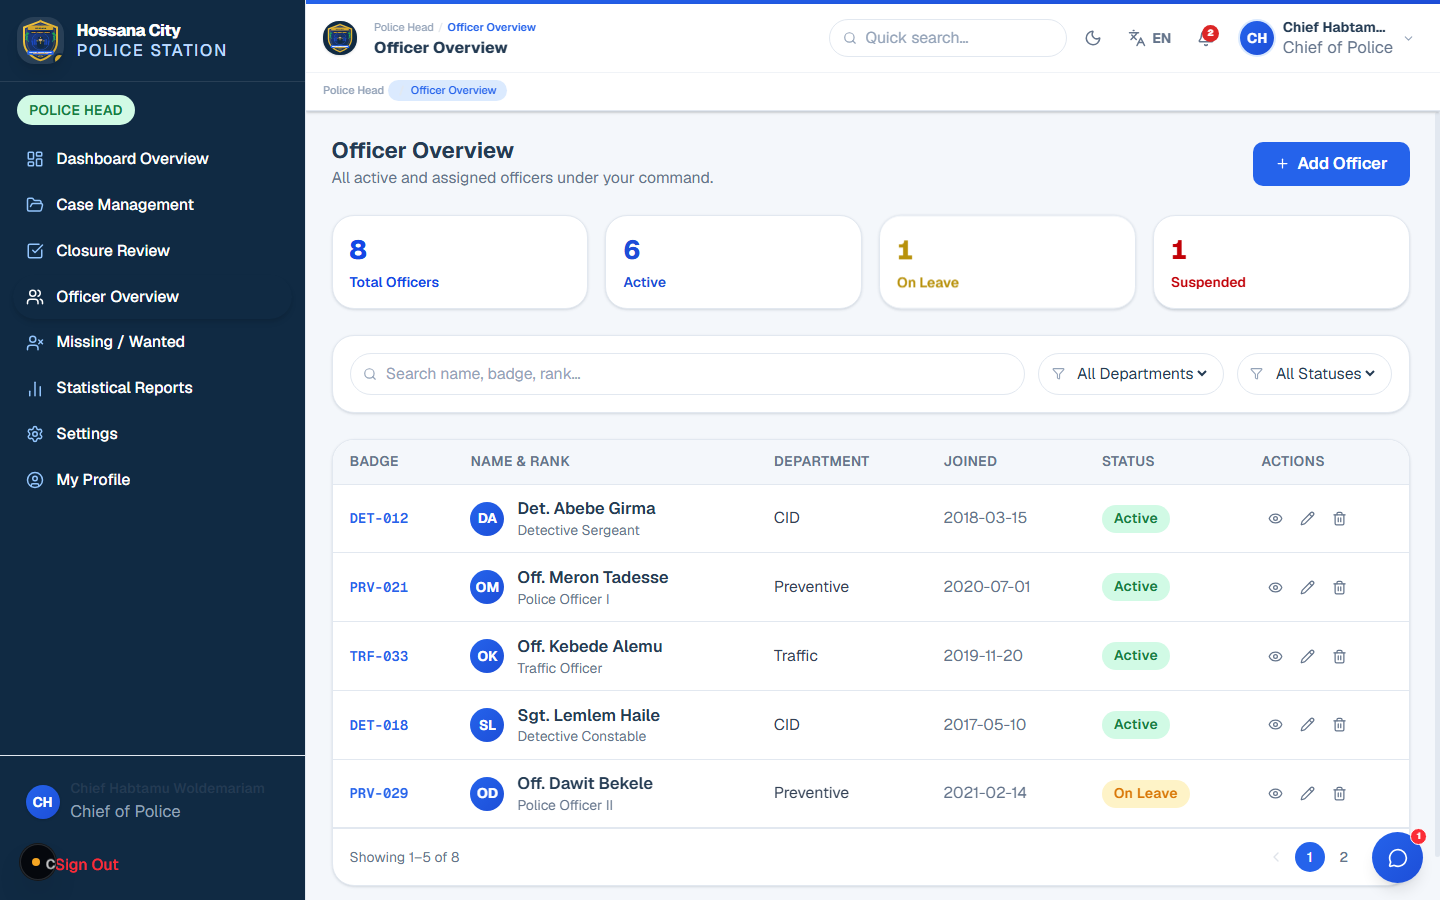 Hossana City
POLICE STATION
POLICE HEAD
Dashboard Overview
Case Management
Closure Review
Officer Overview
Missing / Wanted
Statistical Reports
Settings
My Profile
Chief Habtamu Woldemariam
CH
Chief of Police
Sign Out
Police Head / Officer Overview
Officer Overview
Quick search...
EN
2
CH
Chief Habtam...
Chief of Police
Police Head
Officer Overview
Officer Overview
All active and assigned officers under your command.
+ Add Officer
8
Total Officers
6
Active
1
On Leave
1
Suspended
Search name, badge, rank...
All Departments
All Statuses
BADGE NAME & RANK DEPARTMENT JOINED STATUS ACTIONS
DET-012 DA Det. Abebe Girma CID 2018-03-15 Active
Detective Sergeant
PRV-021 OM Off. Meron Tadesse Preventive 2020-07-01 Active
Police Officer I
TRF-033 OK Off. Kebede Alemu Traffic 2019-11-20 Active
Traffic Officer
DET-018 SL Sgt. Lemlem Haile CID 2017-05-10 Active
Detective Constable
PRV-029 OD Off. Dawit Bekele Preventive 2021-02-14 On Leave
Police Officer II
Showing 1–5 of 8
1 2
1